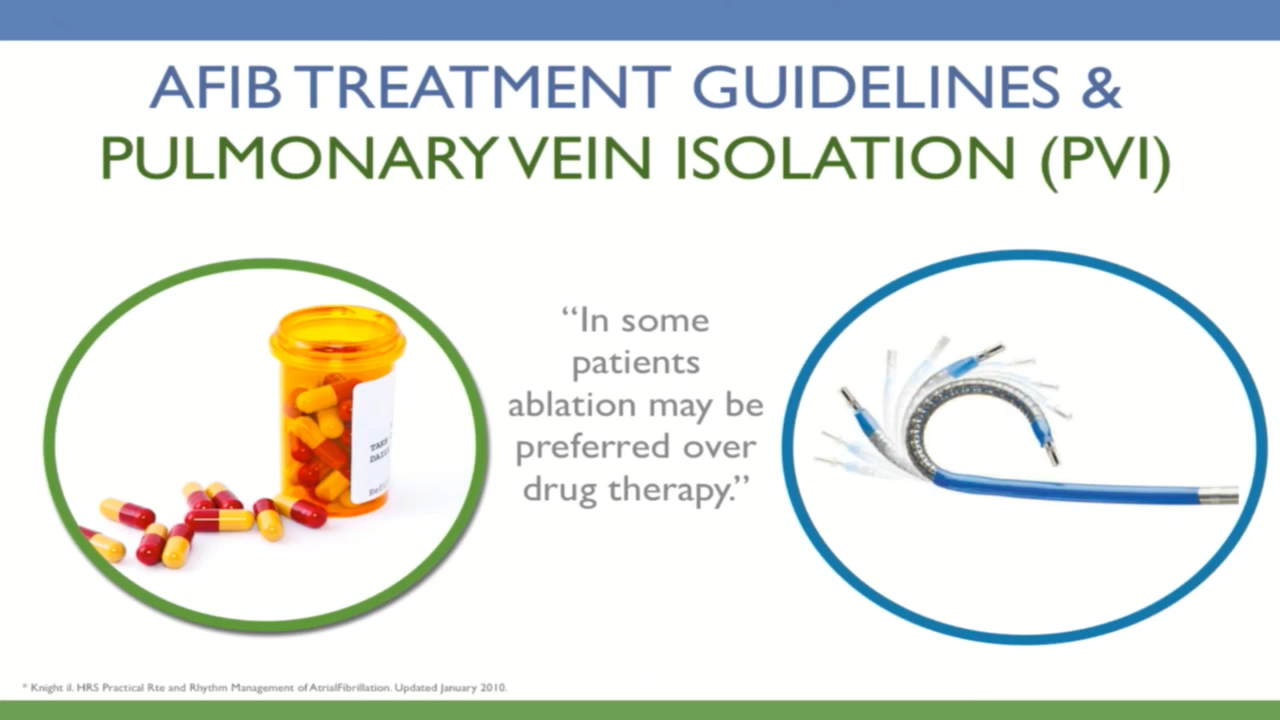 AFIB TREATMENT GUIDELINES &
PULMONARY VEIN ISOLATION (PVI)
“In some
patients
ablation may be
preferred over
drug therapy.”
TAKE
* Knight il. HRS Practical Rte and Rhythm Management of AtrialFibrillation. Updated January 2010.